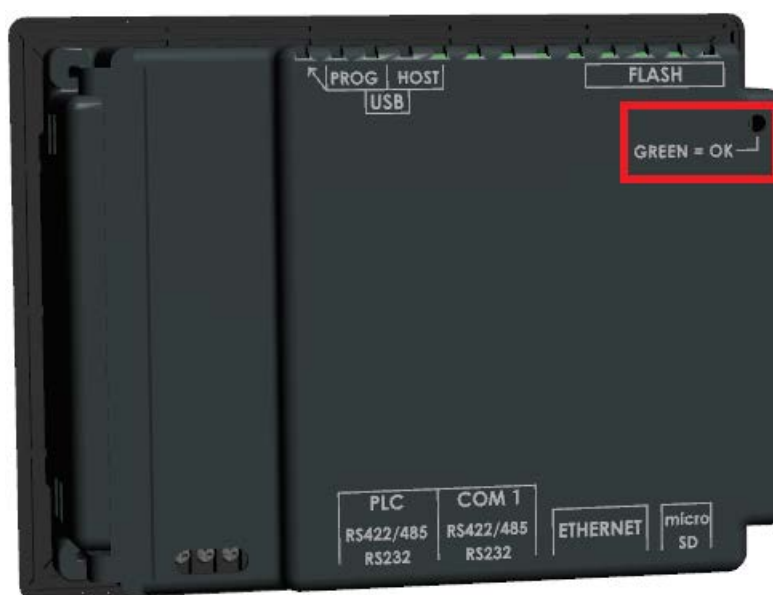 PROG HOST
USB
FLASH
GREEN = OK
PLC
RS422/485
RS232
COM 1
RS422/485
RS232
ETHERNET
micro
SD